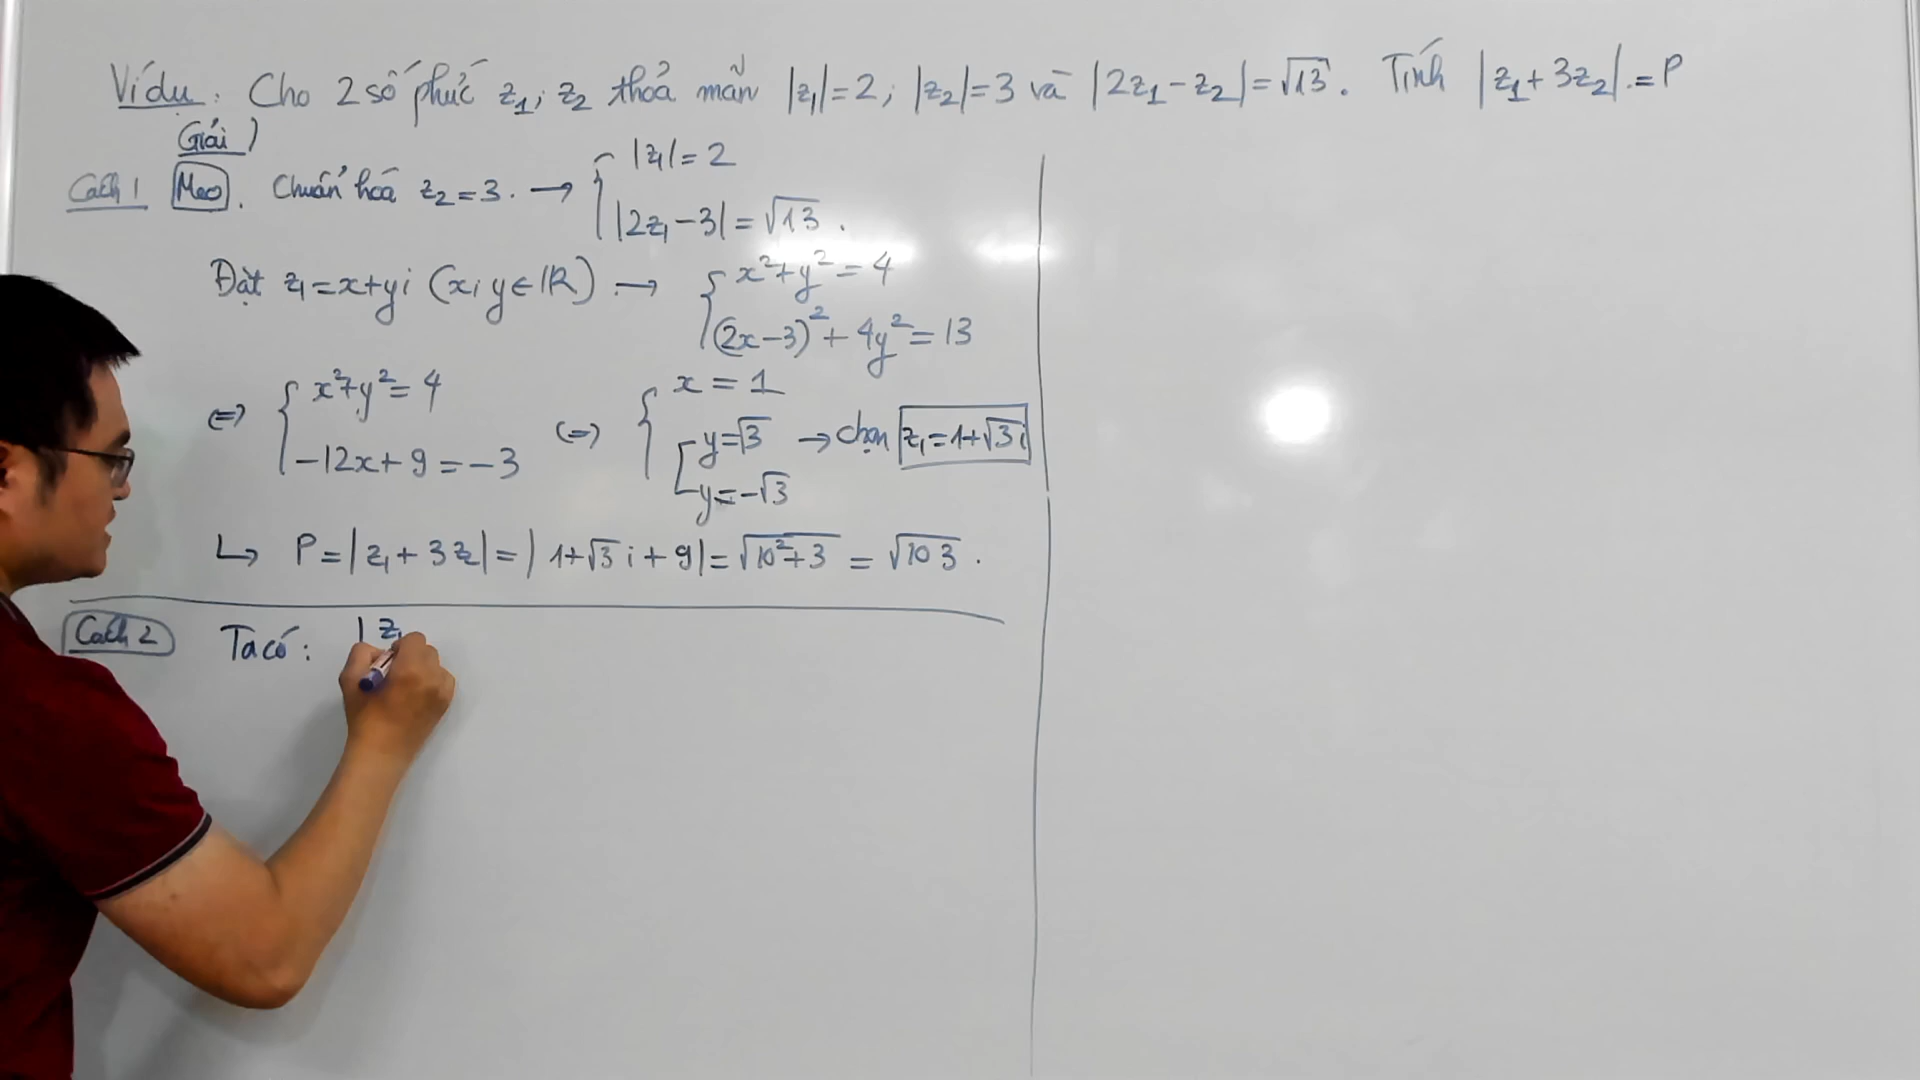 Ví dụ: Cho 2 số phức z₁; z₂ thoả mãn |z₁|=2; |z₂|=3 và |2z₁-z₂|=√13. Tính |z₁+3z₂|.=P
Giải)
Cách 1 Mẹo. Chuẩn hoá z₂=3. → { |z₁|=2
|2z₁-3|=√13.
Đặt z₁=x+yi (x; y∈ℝ) → { x²+y²=4
(2x-3)²+4y²=13
⇔ { x²+y²=4
-12x+9=-3
⇔ { x=1
[ y=√3
y=-√3
→ chọn z₁=1+√3i
↳ P=|z₁+3z₂|=|1+√3i+9|=√10²+3 = √103.
Cách 2 Ta có: |z₁